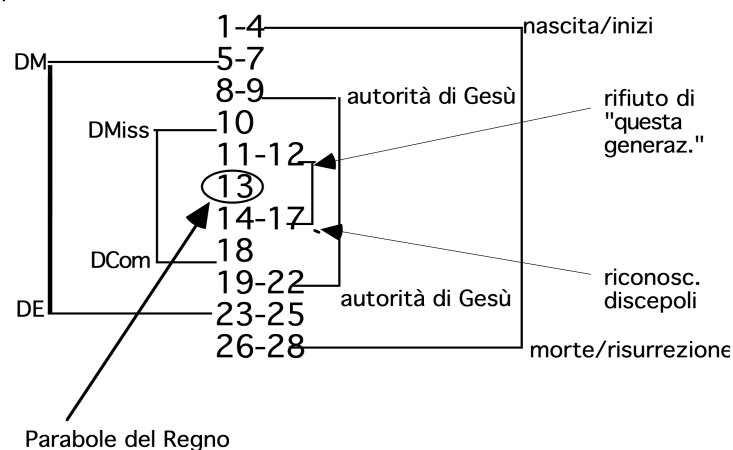 1-4
nascita/inizi
DM
5-7
8-9
autorità di Gesù
rifiuto di
"questa
generaz."
DMiss
10
11-12
13
14-17
DCom
18
19-22
autorità di Gesù
riconosc.
discepoli
DE
23-25
26-28
morte/risurrezione
Parabole del Regno